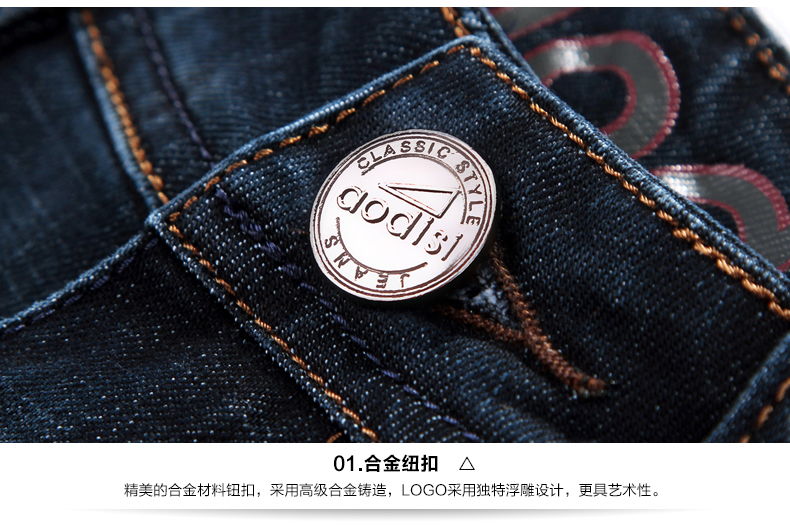 CLASSIC STYLE
aodisi
JEANS
01.合金纽扣 △
精美的合金材料钮扣，采用高级合金铸造，LOGO采用独特浮雕设计，更具艺术性。